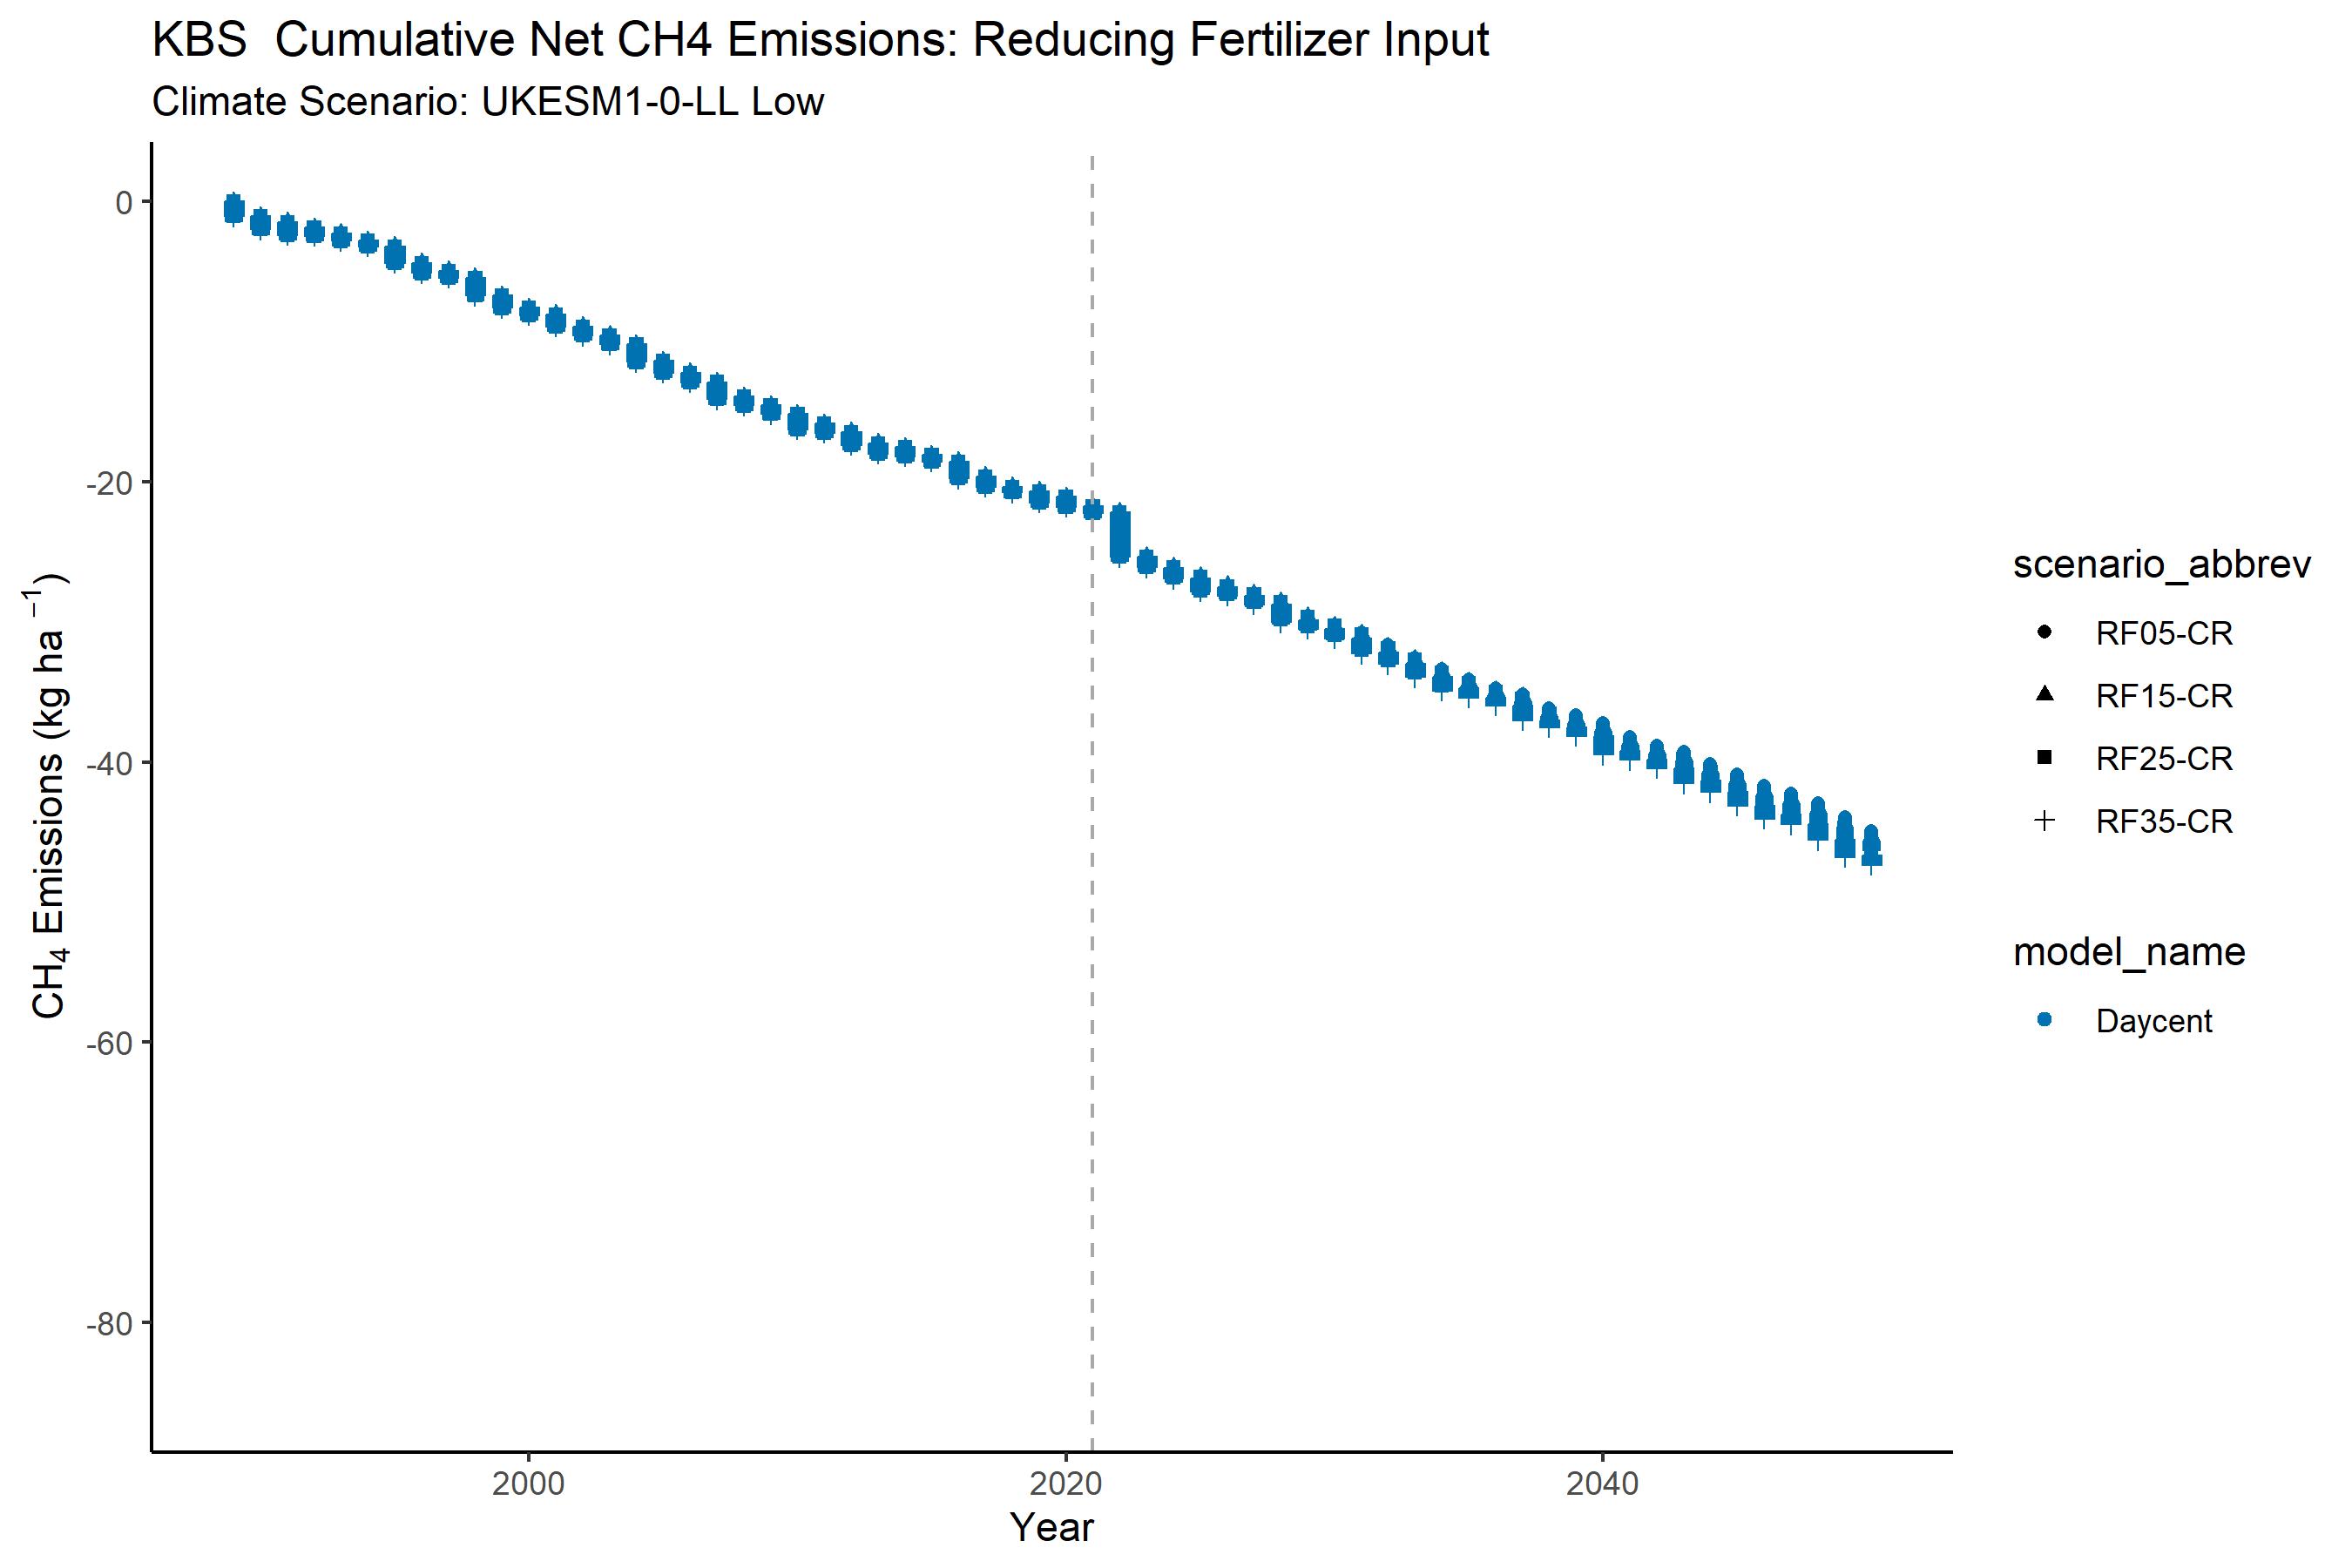 KBS  Cumulative Net CH4 Emissions: Reducing Fertilizer Input
Climate Scenario: UKESM1-0-LL Low
CH₄ Emissions (kg ha ⁻¹)
0
-20
-40
-60
-80
2000
2020
2040
Year
scenario_abbrev
RF05-CR
RF15-CR
RF25-CR
RF35-CR
model_name
Daycent